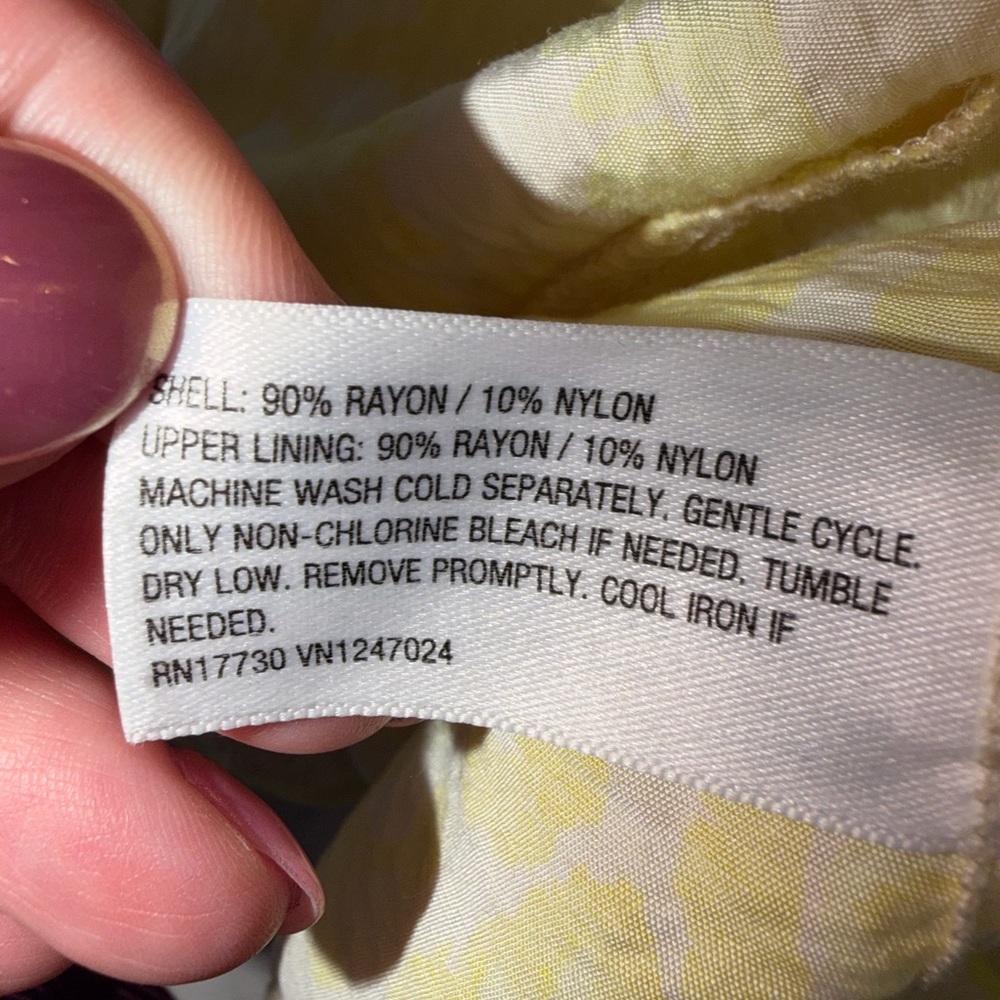 SHELL: 90% RAYON / 10% NYLON
UPPER LINING: 90% RAYON / 10% NYLON
MACHINE WASH COLD SEPARATELY. GENTLE CYCLE.
ONLY NON-CHLORINE BLEACH IF NEEDED. TUMBLE
DRY LOW. REMOVE PROMPTLY. COOL IRON IF
NEEDED.
RN17730 VN1247024